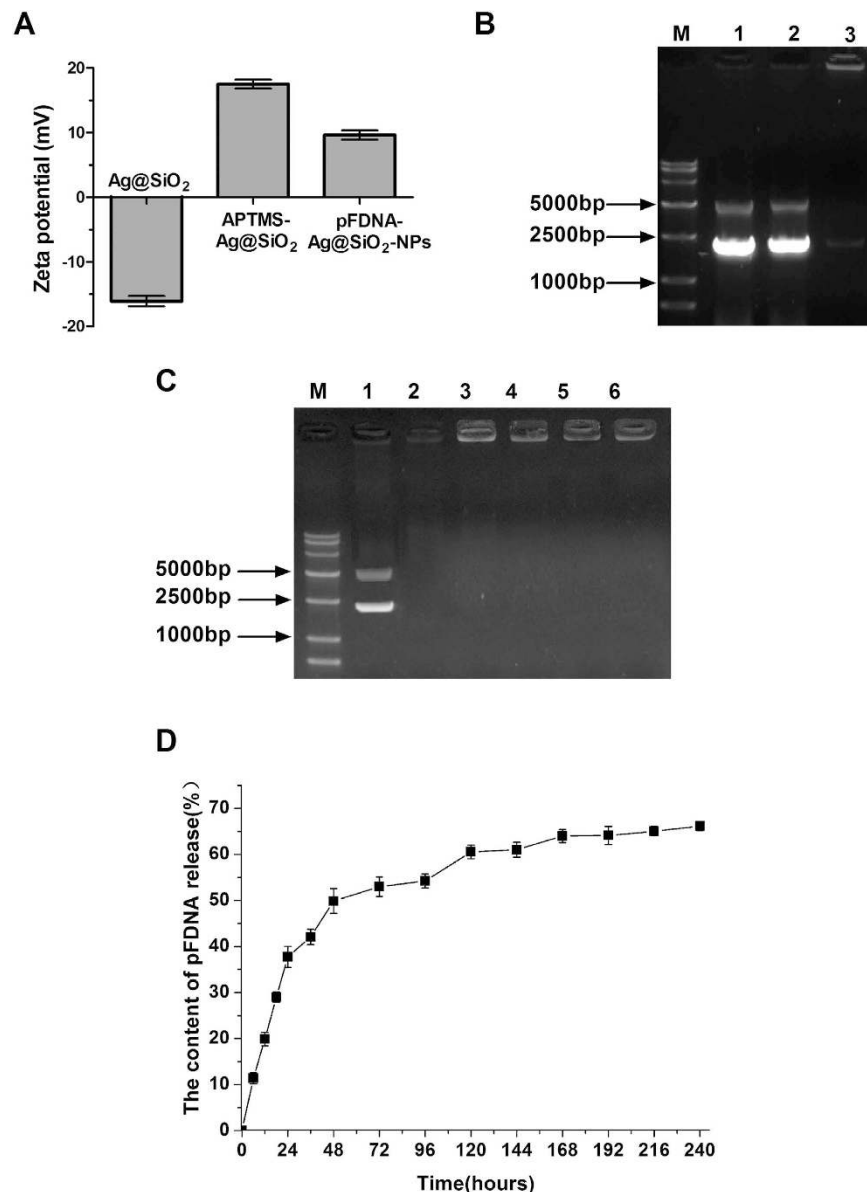 A
Zeta potential (mV)
20
10
0
-10
-20
Ag@SiO2
APTMS-
Ag@SiO2
pFDNA-
Ag@SiO2-NPs
B
M 1 2 3
5000bp
2500bp
1000bp
C
M 1 2 3 4 5 6
5000bp
2500bp
1000bp
D
The content of pFDNA release(%)
70
60
50
40
30
20
10
0
0 24 48 72 96 120 144 168 192 216 240
Time(hours)